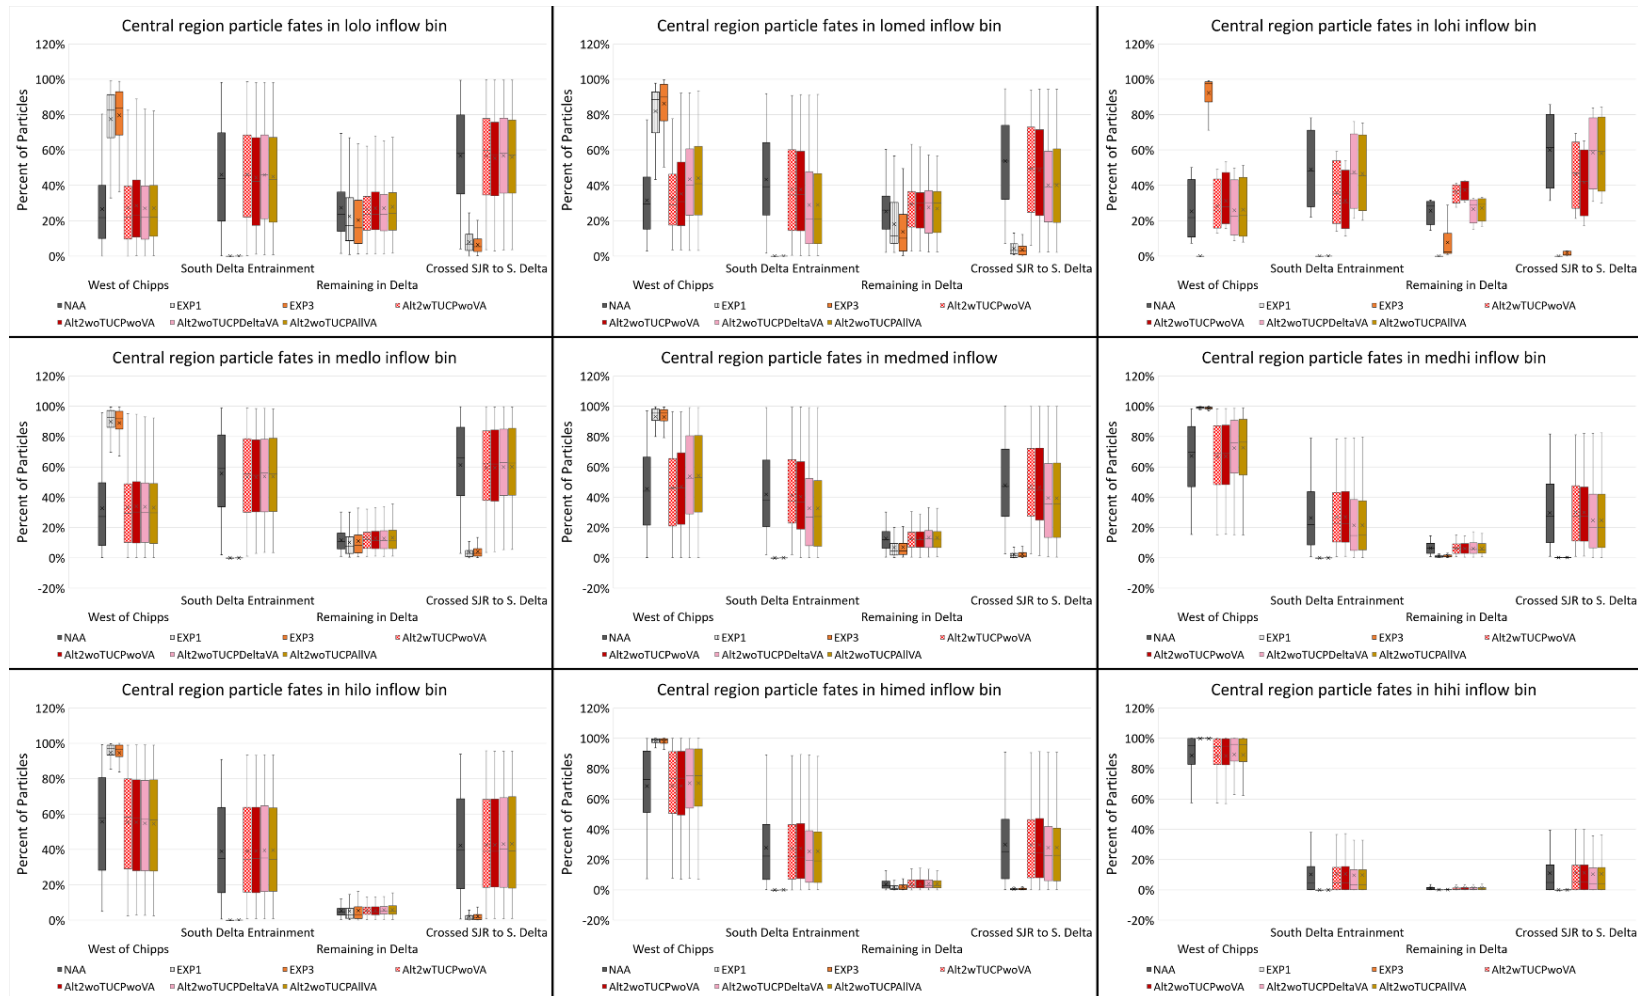 Central region particle fates in lolo inflow bin
Percent of Particles
120%
100%
80%
60%
40%
20%
0%
South Delta Entrainment Crossed SJR to S. Delta
West of Chipps Remaining in Delta
NAA EXP1 EXP3 Alt2wTUCPwoVA
Alt2woTUCPwoVA Alt2woTUCPDeltaVA Alt2woTUCPAllVA
Central region particle fates in lomed inflow bin
Percent of Particles
120%
100%
80%
60%
40%
20%
0%
South Delta Entrainment Crossed SJR to S. Delta
West of Chipps Remaining in Delta
NAA EXP1 EXP3 Alt2wTUCPwoVA
Alt2woTUCPwoVA Alt2woTUCPDeltaVA Alt2woTUCPAllVA
Central region particle fates in lohi inflow bin
Percent of Particles
120%
100%
80%
60%
40%
20%
0%
South Delta Entrainment Crossed SJR to S. Delta
West of Chipps Remaining in Delta
NAA EXP1 EXP3 Alt2wTUCPwoVA
Alt2woTUCPwoVA Alt2woTUCPDeltaVA Alt2woTUCPAllVA
Central region particle fates in medlo inflow bin
Percent of Particles
120%
100%
80%
60%
40%
20%
0%
-20%
South Delta Entrainment Crossed SJR to S. Delta
West of Chipps Remaining in Delta
NAA EXP1 EXP3 Alt2wTUCPwoVA
Alt2woTUCPwoVA Alt2woTUCPDeltaVA Alt2woTUCPAllVA
Central region particle fates in medmed inflow
Percent of Particles
120%
100%
80%
60%
40%
20%
0%
-20%
South Delta Entrainment Crossed SJR to S. Delta
West of Chipps Remaining in Delta
NAA EXP1 EXP3 Alt2wTUCPwoVA
Alt2woTUCPwoVA Alt2woTUCPDeltaVA Alt2woTUCPAllVA
Central region particle fates in medhi inflow bin
Percent of Particles
120%
100%
80%
60%
40%
20%
0%
-20%
South Delta Entrainment Crossed SJR to S. Delta
West of Chipps Remaining in Delta
NAA EXP1 EXP3 Alt2wTUCPwoVA
Alt2woTUCPwoVA Alt2woTUCPDeltaVA Alt2woTUCPAllVA
Central region particle fates in hilo inflow bin
Percent of Particles
120%
100%
80%
60%
40%
20%
0%
South Delta Entrainment Crossed SJR to S. Delta
West of Chipps Remaining in Delta
NAA EXP1 EXP3 Alt2wTUCPwoVA
Alt2woTUCPwoVA Alt2woTUCPDeltaVA Alt2woTUCPAllVA
Central region particle fates in himed inflow bin
Percent of Particles
120%
100%
80%
60%
40%
20%
0%
-20%
South Delta Entrainment Crossed SJR to S. Delta
West of Chipps Remaining in Delta
NAA EXP1 EXP3 Alt2wTUCPwoVA
Alt2woTUCPwoVA Alt2woTUCPDeltaVA Alt2woTUCPAllVA
Central region particle fates in hihi inflow bin
Percent of Particles
120%
100%
80%
60%
40%
20%
0%
-20%
South Delta Entrainment Crossed SJR to S. Delta
West of Chipps Remaining in Delta
NAA EXP1 EXP3 Alt2wTUCPwoVA
Alt2woTUCPwoVA Alt2woTUCPDeltaVA Alt2woTUCPAllVA